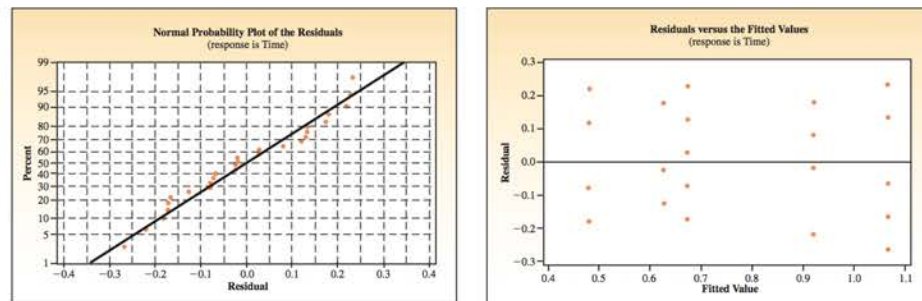 Normal Probability Plot of the Residuals
(response is Time)
99
95
90
80
70
60
50
40
30
20
10
5
1
Percent
−0.4 −0.3 −0.2 −0.1 0.0 0.1 0.2 0.3 0.4
Residual
Residuals versus the Fitted Values
(response is Time)
0.3
0.2
0.1
0.0
−0.1
−0.2
−0.3
Residual
0.4 0.5 0.6 0.7 0.8 0.9 1.0 1.1
Fitted Value